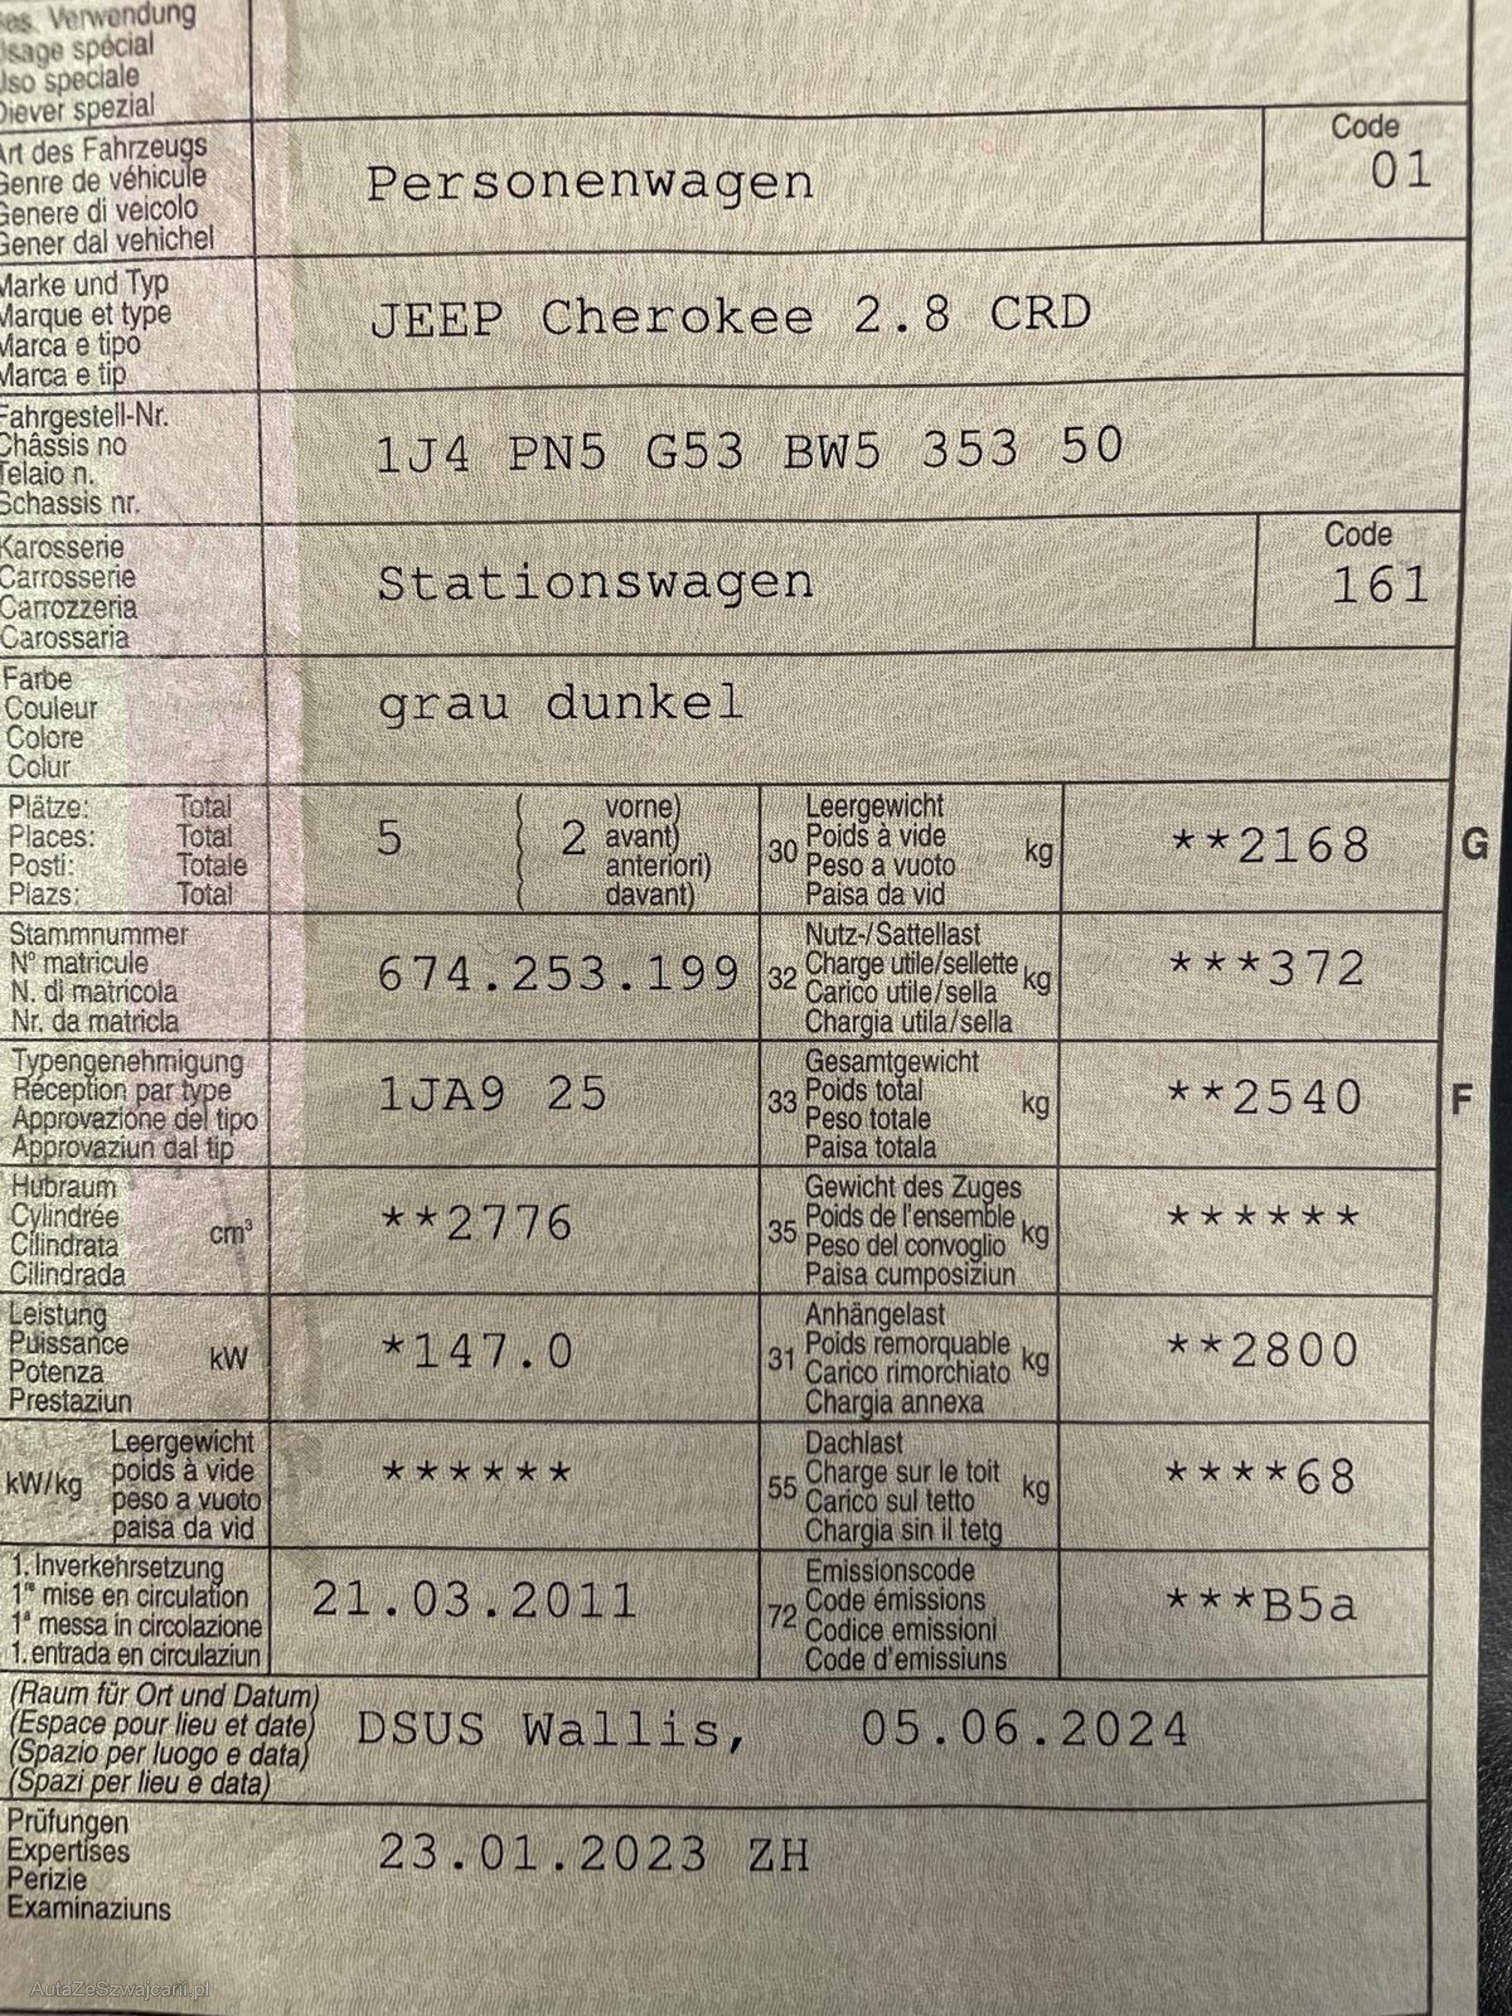 es. Verwendung
Usage spécial
Uso speciale
Diever spezial
Art des Fahrzeugs
Genre de véhicule
Genere di veicolo
Gener dal vehichel
Personenwagen
Code
01
Marke und Typ
Marque et type
Marca e tipo
Marca e tip
JEEP Cherokee 2.8 CRD
Fahrgestell-Nr.
Châssis no
Telaio n.
Schassis nr.
1J4 PN5 G53 BW5 353 50
Karosserie
Carrosserie
Carrozzeria
Carossaria
Stationswagen
Code
161
Farbe
Couleur
Colore
Colur
grau dunkel
Plätze: Total
Places: Total
Posti: Totale
Plazs: Total
5 ( 2
vorne)
avant)
anteriori)
davant)
30
Leergewicht
Poids à vide
Peso a vuoto
Paisa da vid
kg
**2168
G
Stammnummer
N° matricule
N. di matricola
Nr. da matricla
674.253.199
32
Nutz-/Sattellast
Charge utile/sellette
Carico utile/sella
Chargia utila/sella
kg
***372
Typengenehmigung
Réception par type
Approvazione del tipo
Approvaziun dal tip
1JA9 25
33
Gesamtgewicht
Poids total
Peso totale
Paisa totala
kg
**2540
F
Hubraum
Cylindrée
Cilindrata
Cilindrada
cm³
**2776
35
Gewicht des Zuges
Poids de l'ensemble
Peso del convoglio
Paisa cumposiziun
kg
******
Leistung
Puissance
Potenza
Prestaziun
kW
*147.0
31
Anhängelast
Poids remorquable
Carico rimorchiato
Chargia annexa
kg
**2800
kW/kg
Leergewicht
poids à vide
peso a vuoto
paisa da vid
******
55
Dachlast
Charge sur le toit
Carico sul tetto
Chargia sin il tetg
kg
****68
1. Inverkehrsetzung
1re mise en circulation
1a messa in circolazione
1. entrada en circulaziun
21.03.2011
72
Emissionscode
Code émissions
Codice emissioni
Code d'emissiuns
***B5a
(Raum für Ort und Datum)
(Espace pour lieu et date)
(Spazio per luogo e data)
(Spazi per lieu e data)
DSUS Wallis, 05.06.2024
Prüfungen
Expertises
Perizie
Examinaziuns
23.01.2023 ZH
AutaZeSzwajcarii.pl